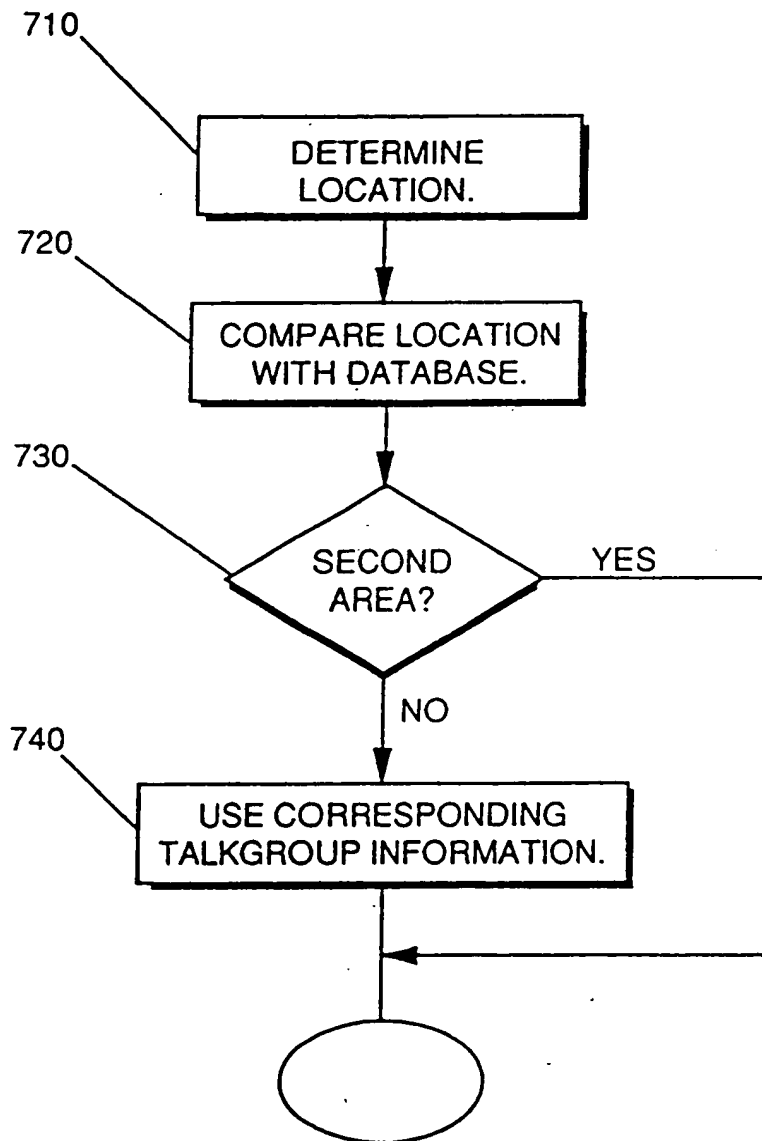 710
DETERMINE
LOCATION.
720
COMPARE LOCATION
WITH DATABASE.
730
SECOND
AREA?
YES
NO
740
USE CORRESPONDING
TALKGROUP INFORMATION.